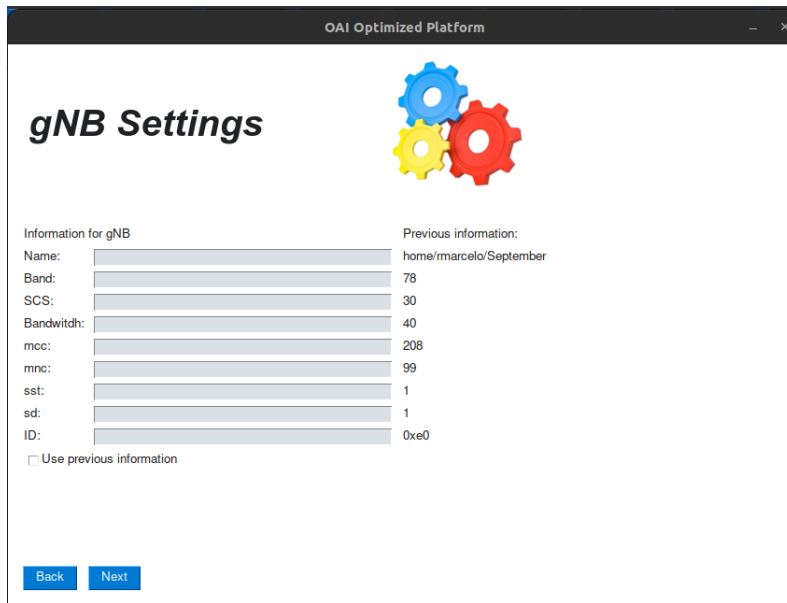 OAI Optimized Platform
gNB Settings
Information for gNB Previous information:
Name: home/rmarcelo/September
Band: 78
SCS: 30
Bandwitdh: 40
mcc: 208
mnc: 99
sst: 1
sd: 1
ID: 0xe0
Use previous information
Back Next